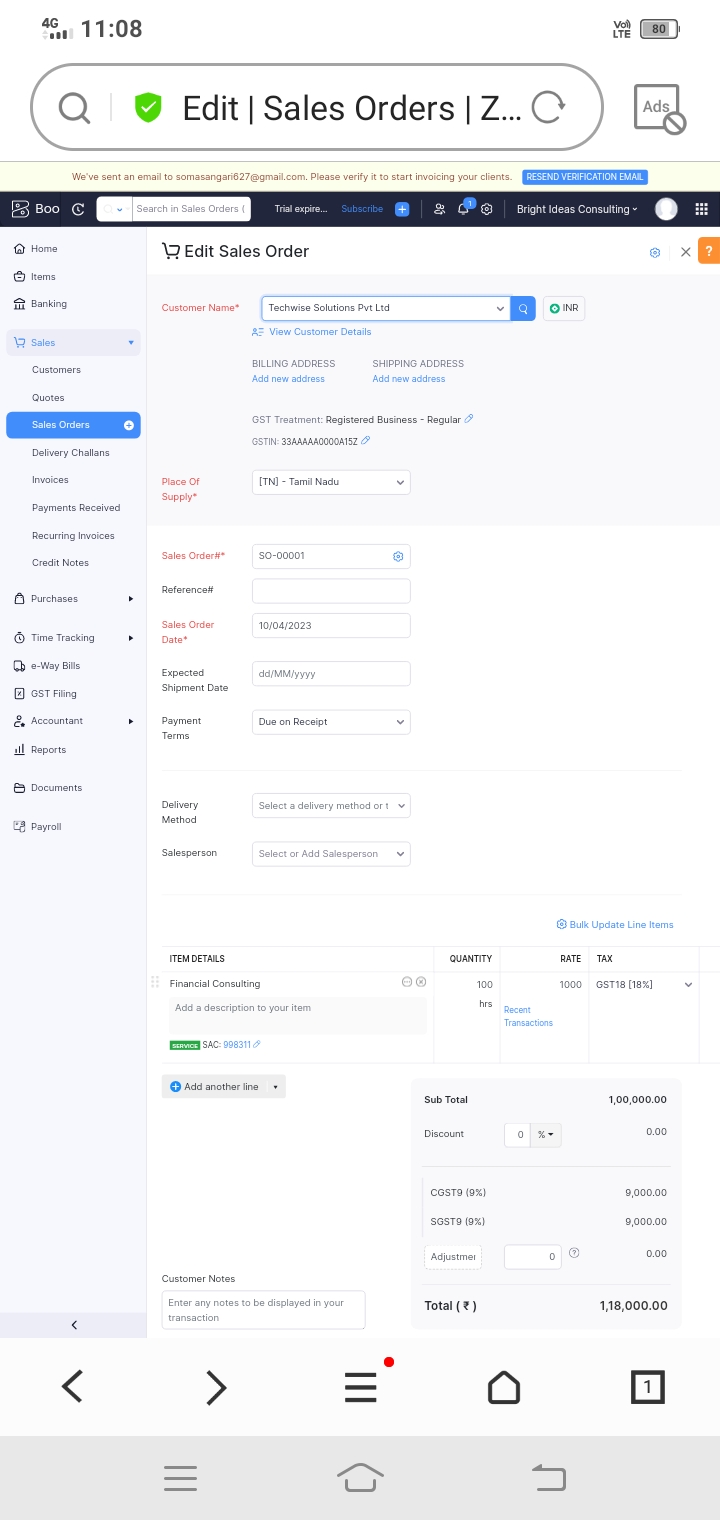 4G 11:08 VoLTE 80
Edit | Sales Orders | Z... Ads
We've sent an email to somasangari627@gmail.com. Please verify it to start invoicing your clients. RESEND VERIFICATION EMAIL
Boo Search in Sales Orders ( Trial expire... Subscribe 1 Bright Ideas Consulting
Home
Items
Banking
Sales
Customers
Quotes
Sales Orders
Delivery Challans
Invoices
Payments Received
Recurring Invoices
Credit Notes
Purchases
Time Tracking
e-Way Bills
GST Filing
Accountant
Reports
Documents
Payroll
Edit Sales Order ?
Customer Name* Techwise Solutions Pvt Ltd INR
View Customer Details
BILLING ADDRESS SHIPPING ADDRESS
Add new address Add new address
GST Treatment: Registered Business - Regular
GSTIN: 33AAAAA0000A15Z
Place Of
Supply*
[TN] - Tamil Nadu
Sales Order#* SO-00001
Reference#
Sales Order
Date*
10/04/2023
Expected
Shipment Date
dd/MM/yyyy
Payment
Terms
Due on Receipt
Delivery
Method
Select a delivery method or t
Salesperson Select or Add Salesperson
Bulk Update Line Items
ITEM DETAILS QUANTITY RATE TAX
Financial Consulting 100 1000 GST18 [18%]
hrs
Add a description to your item
Recent
Transactions
SERVICE SAC: 998311
Add another line
Sub Total 1,00,000.00
Discount 0 % 0.00
CGST9 (9%) 9,000.00
SGST9 (9%) 9,000.00
Adjustmer 0 ? 0.00
Total ( ₹ ) 1,18,000.00
Customer Notes
Enter any notes to be displayed in your
transaction
1